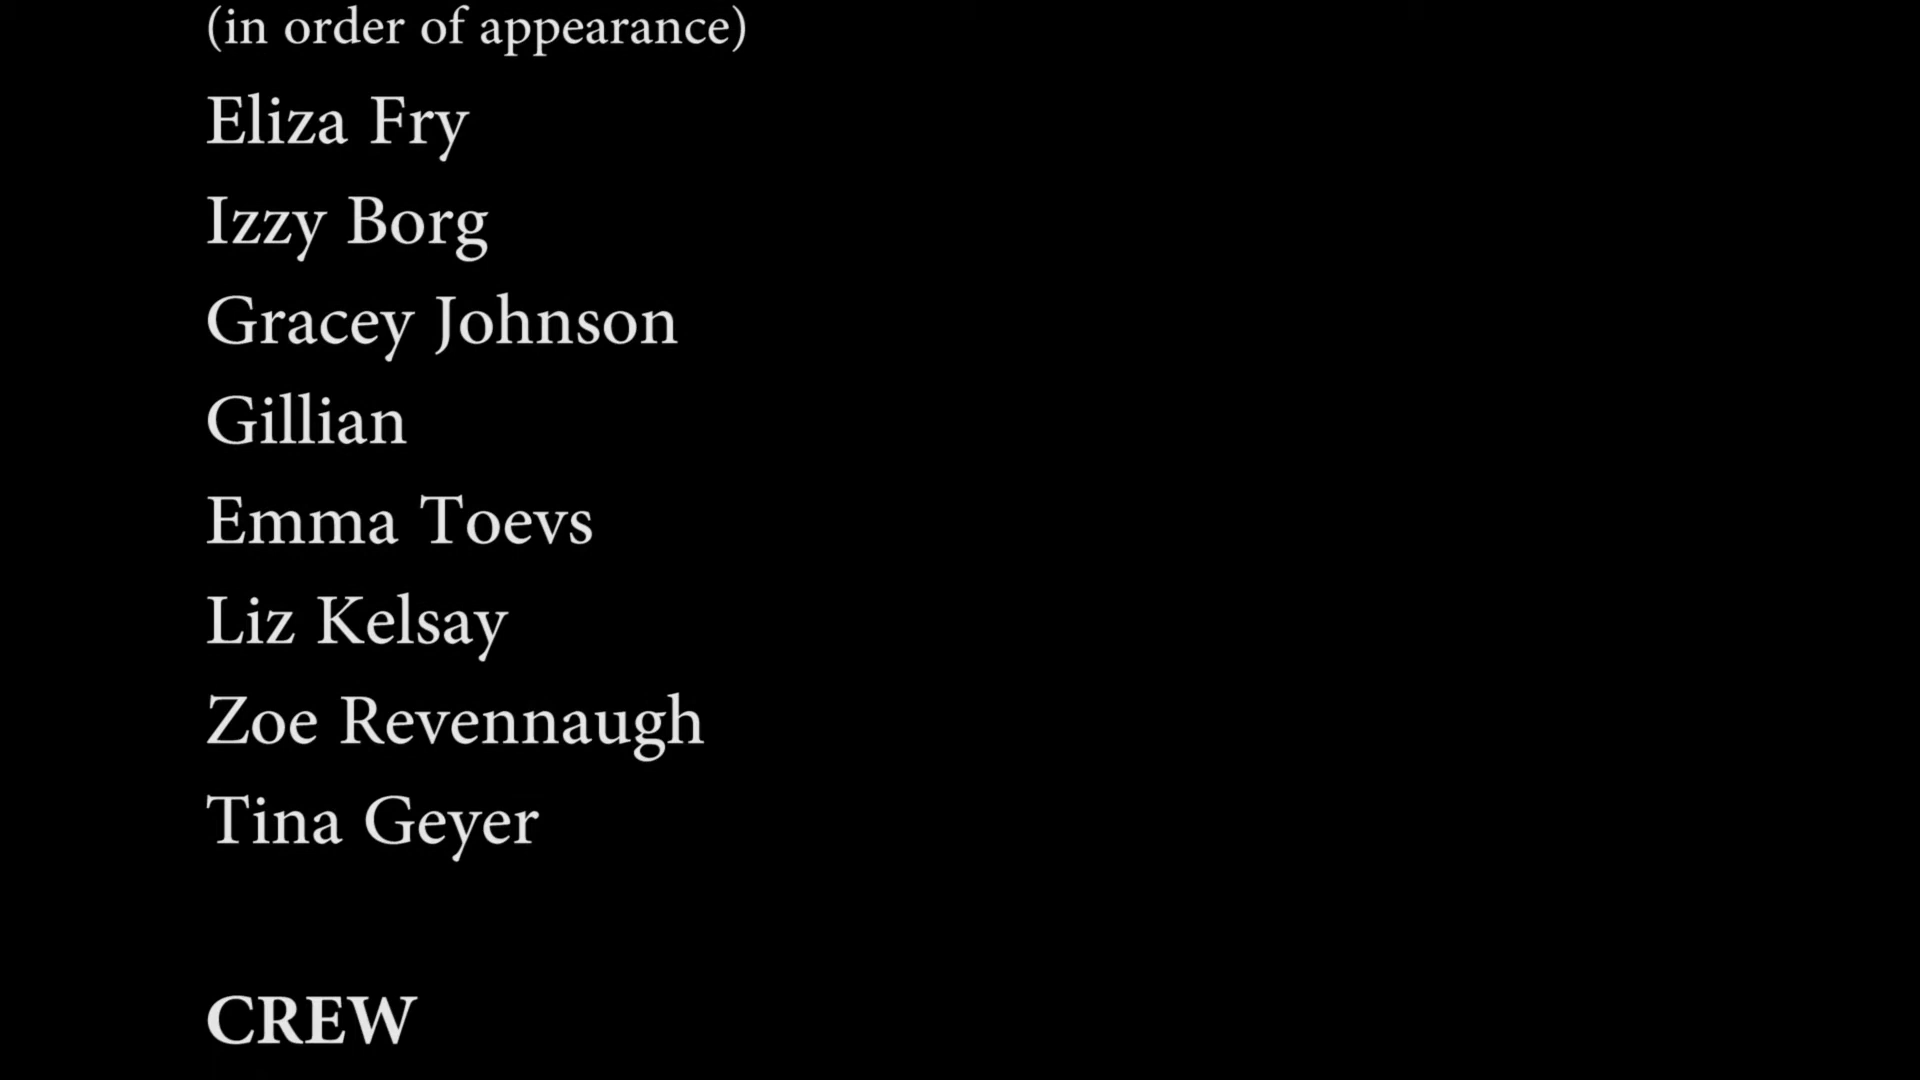 (in order of appearance)
Eliza Fry
Izzy Borg
Gracey Johnson
Gillian
Emma Toevs
Liz Kelsay
Zoe Revennaugh
Tina Geyer
CREW